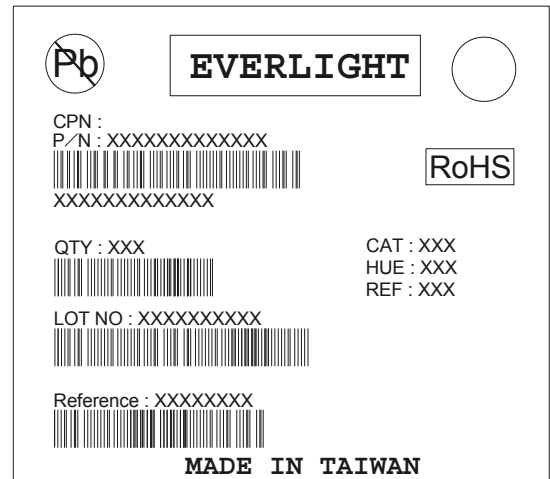 Pb
EVERLIGHT
CPN :
P/N : XXXXXXXXXXXXX
RoHS
XXXXXXXXXXXXX
QTY : XXX
CAT : XXX
HUE : XXX
REF : XXX
LOT NO : XXXXXXXXXX
Reference : XXXXXXXX
MADE IN TAIWAN